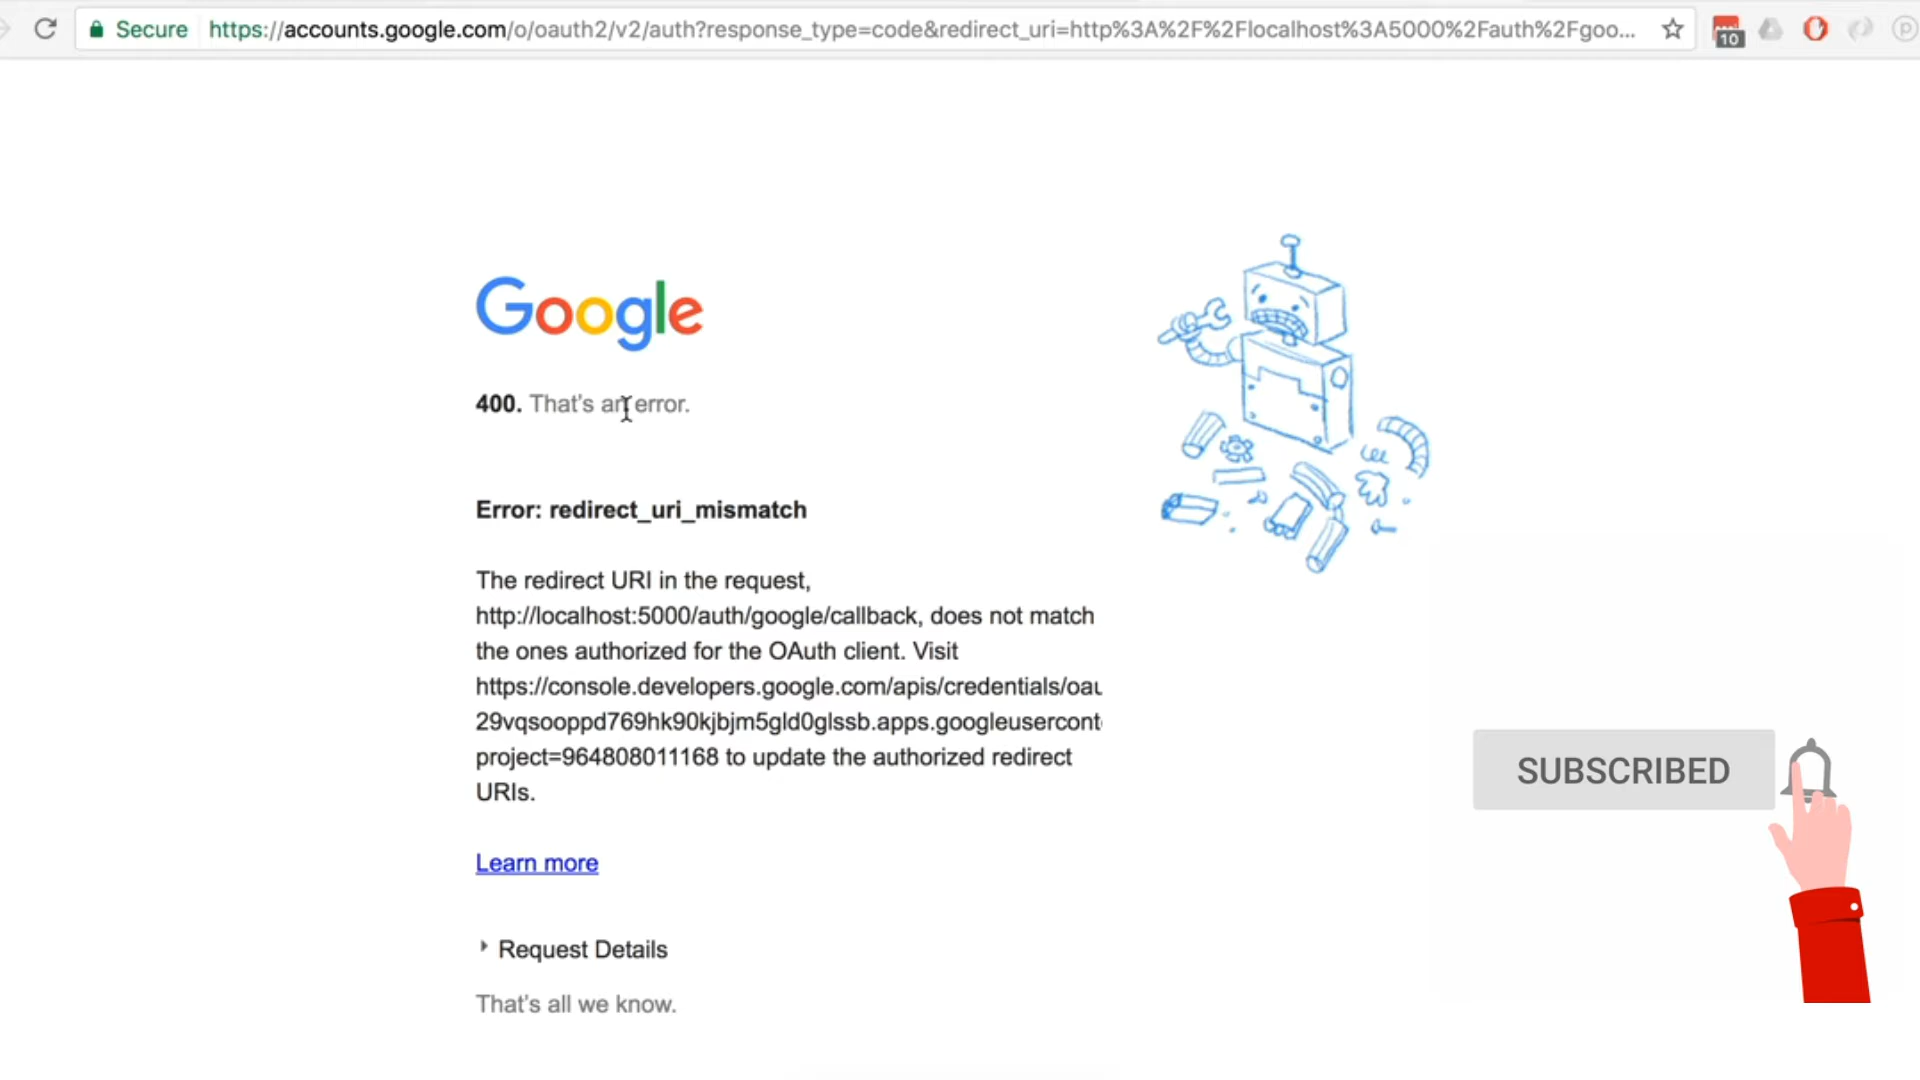 Secure https://accounts.google.com/o/oauth2/v2/auth?response_type=code&redirect_uri=http%3A%2F%2Flocalhost%3A5000%2Fauth%2Fgoo...
10
Google
400. That's an error.
Error: redirect_uri_mismatch
The redirect URI in the request,
http://localhost:5000/auth/google/callback, does not match
the ones authorized for the OAuth client. Visit
https://console.developers.google.com/apis/credentials/oau
29vqsooppd769hk90kjbjm5gld0glssb.apps.googleusercont
project=964808011168 to update the authorized redirect
URIs.
SUBSCRIBED
Learn more
Request Details
That's all we know.